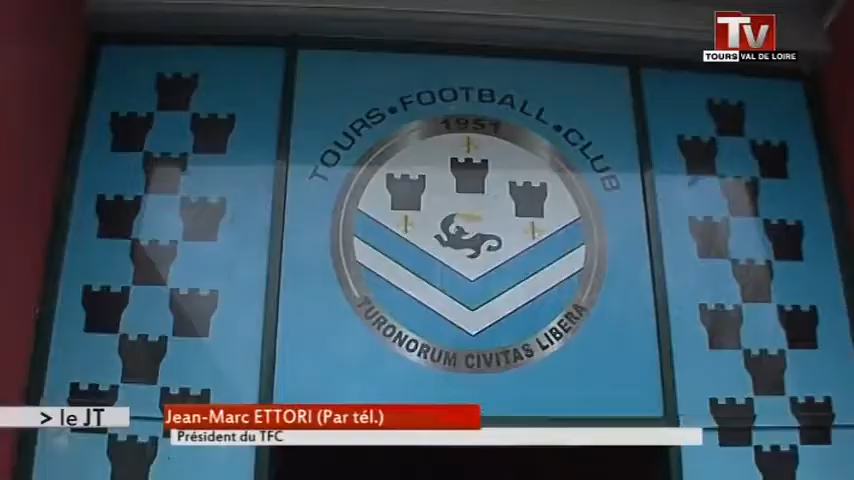 TV
TOURS VAL DE LOIRE
TOURS • FOOTBALL • CLUB
1951
TURONORUM CIVITAS LIBERA
> le JT
Jean-Marc ETTORI (Par tél.)
Président du TFC